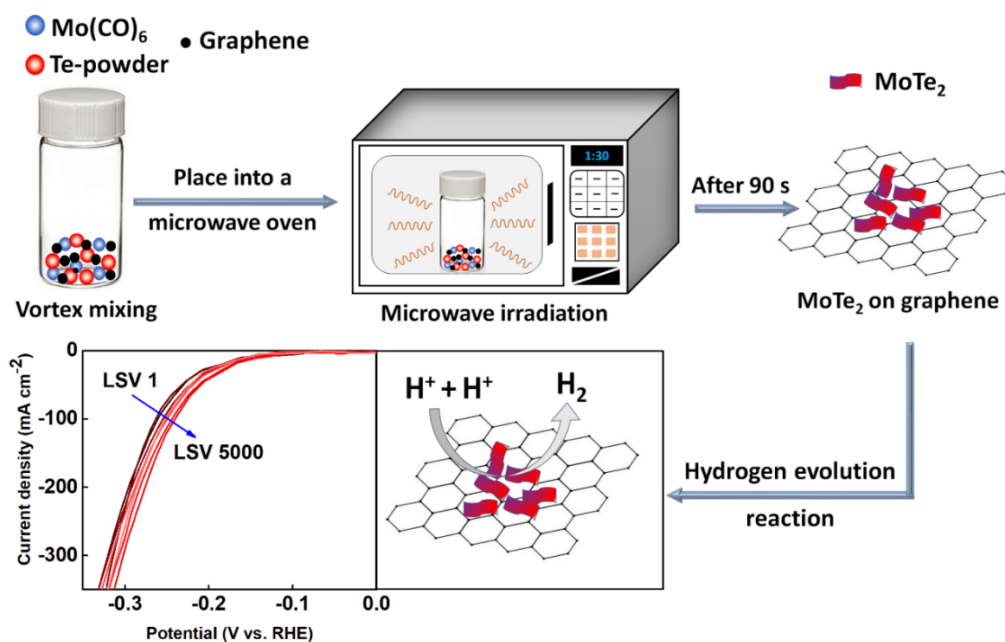 Mo(CO)₆
Graphene
Te-powder
Place into a
microwave oven
Vortex mixing
1:30
Microwave irradiation
After 90 s
MoTe₂
MoTe₂ on graphene
Hydrogen evolution
reaction
H⁺ + H⁺
H₂
LSV 1
LSV 5000
Current density (mA cm⁻²)
0
-100
-200
-300
-0.3
-0.2
-0.1
0.0
Potential (V vs. RHE)